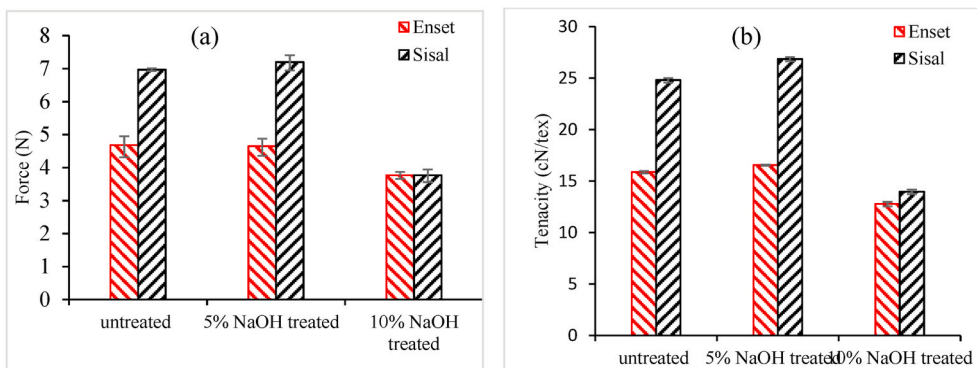 (a)
Enset
Sisal
Force (N)
8
7
6
5
4
3
2
1
0
untreated
5% NaOH treated
10% NaOH
treated
(b)
Enset
Sisal
Tenacity (cN/tex)
30
25
20
15
10
5
0
untreated
5% NaOH treated
10% NaOH treated